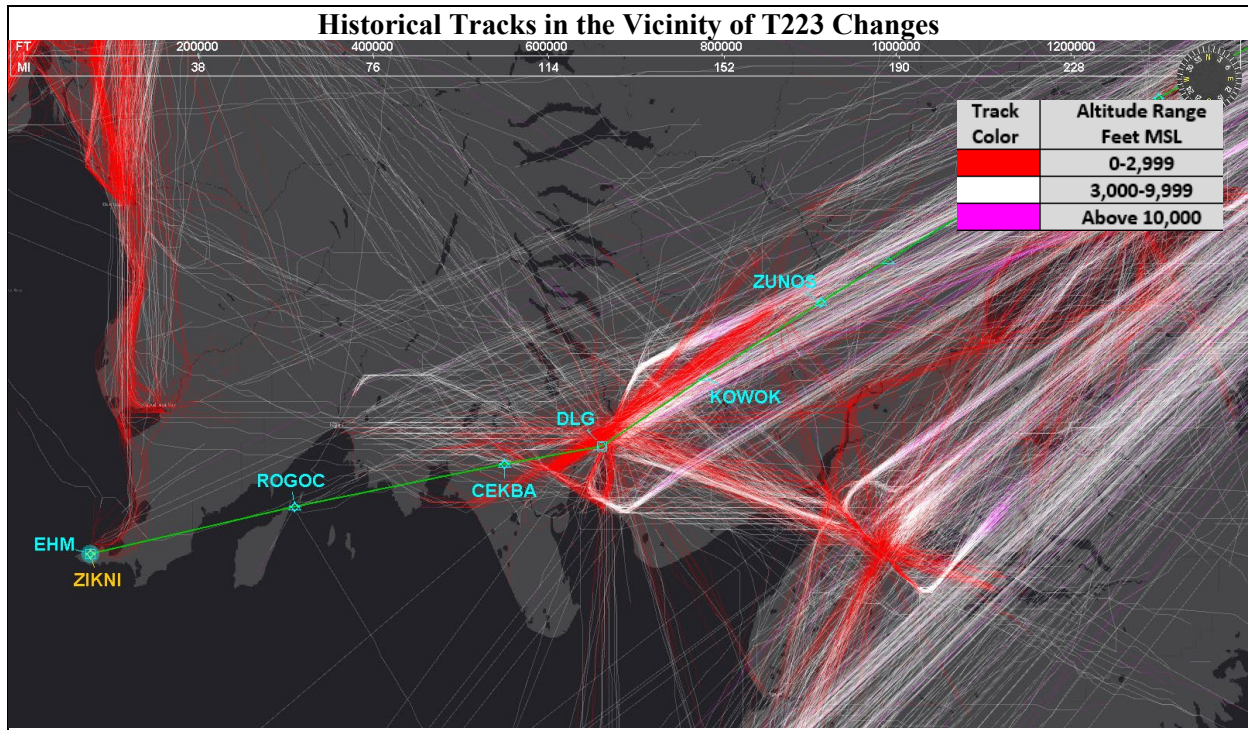 Historical Tracks in the Vicinity of T223 Changes
FT 200000 400000 600000 800000 1000000 1200000
MI 38 76 114 152 190 228
Track Color Altitude Range Feet MSL
0-2,999
3,000-9,999
Above 10,000
ZUNOS
KOWOK
DLG
CEKBA
ROGOC
EHM
ZIKNI